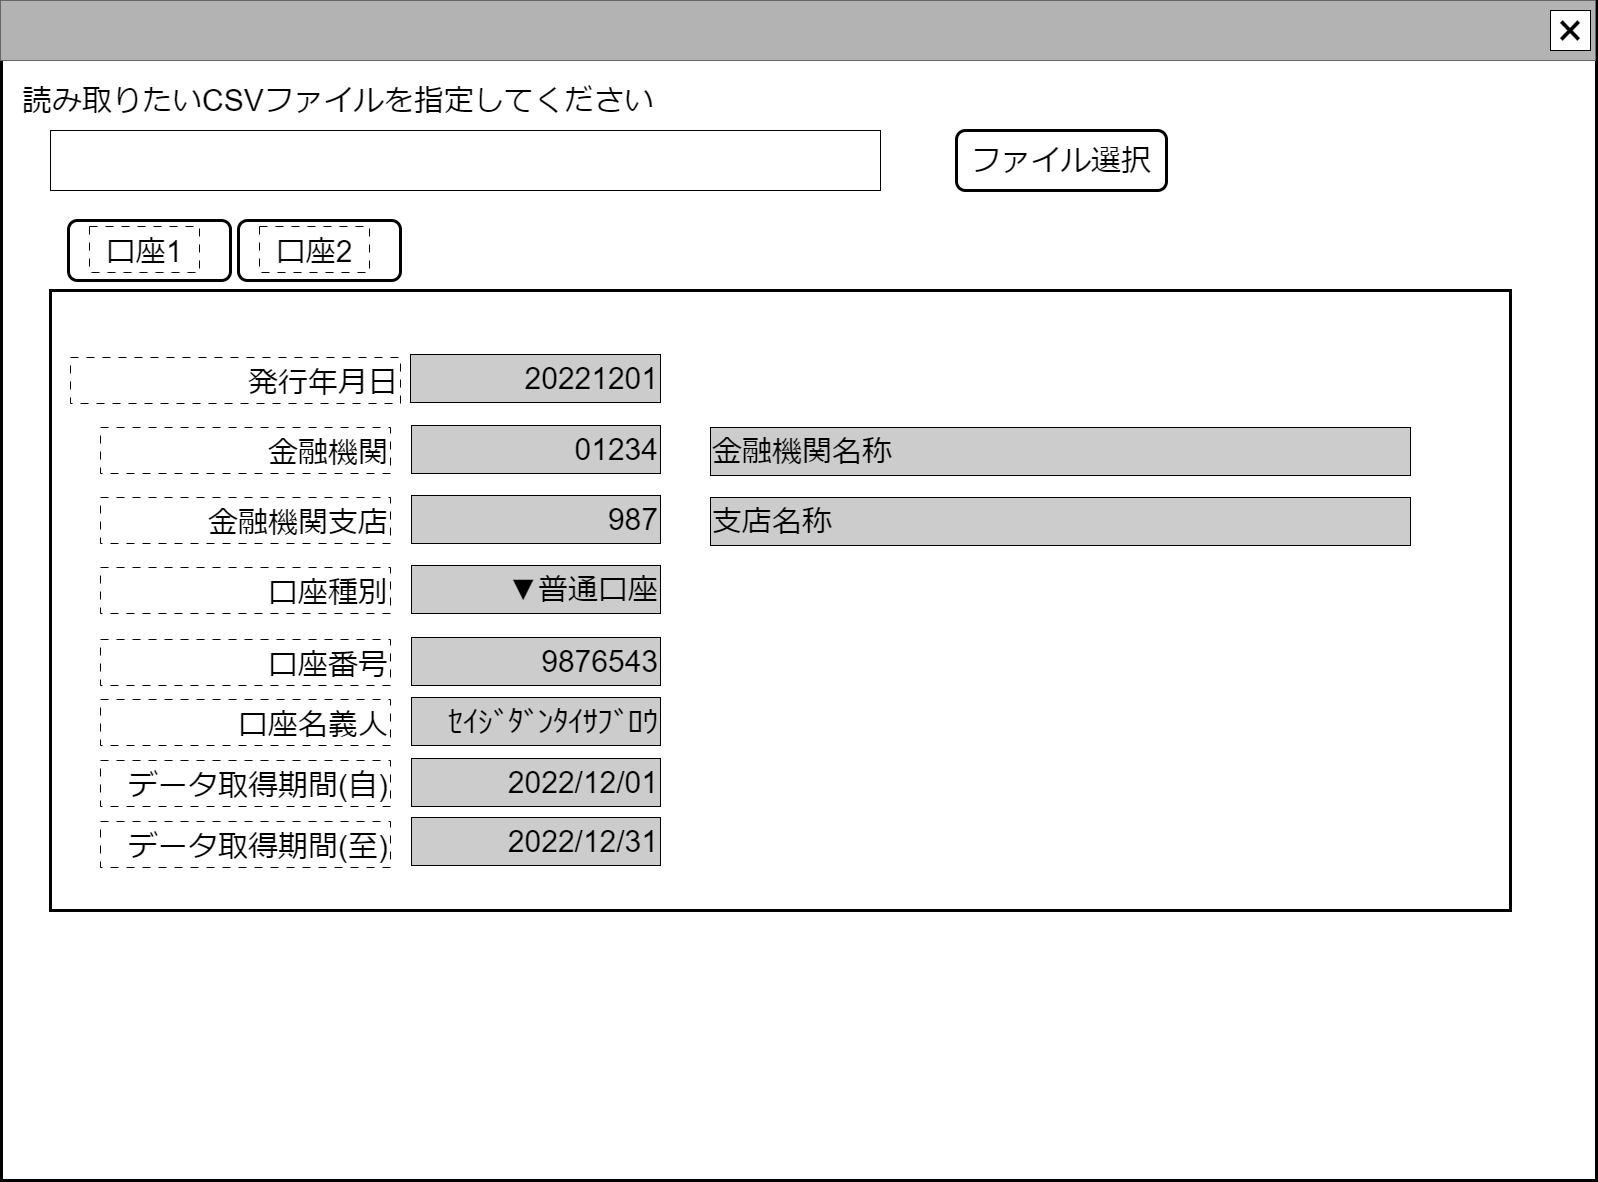 読み取りたいCSVファイルを指定してください
ファイル選択
口座1 口座2
発行年月日 20221201
金融機関 01234 金融機関名称
金融機関支店 987 支店名称
口座種別 ▼普通口座
口座番号 9876543
口座名義人 ｾｲｼﾞﾀﾞﾝﾀｲｻﾌﾞﾛｳ
データ取得期間(自) 2022/12/01
データ取得期間(至) 2022/12/31